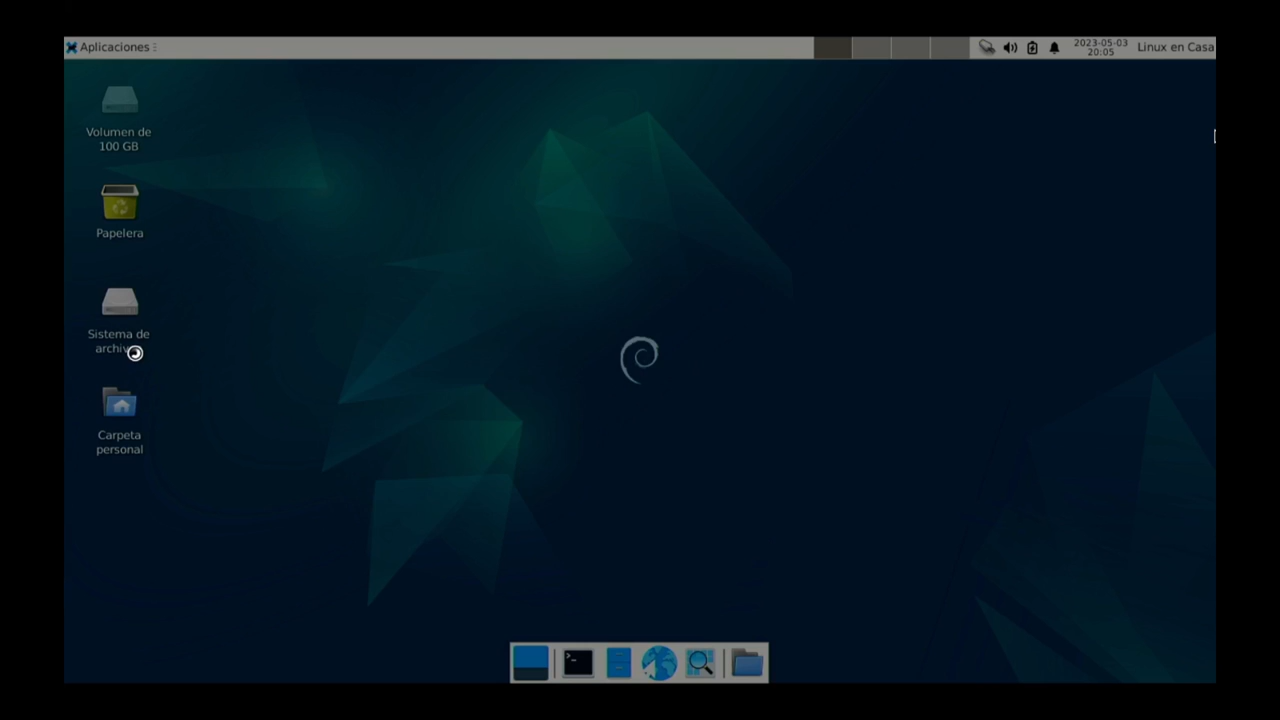 Aplicaciones
2023-05-03
20:05
Linux en Casa
Volumen de
100 GB
Papelera
Sistema de
Carpeta
personal